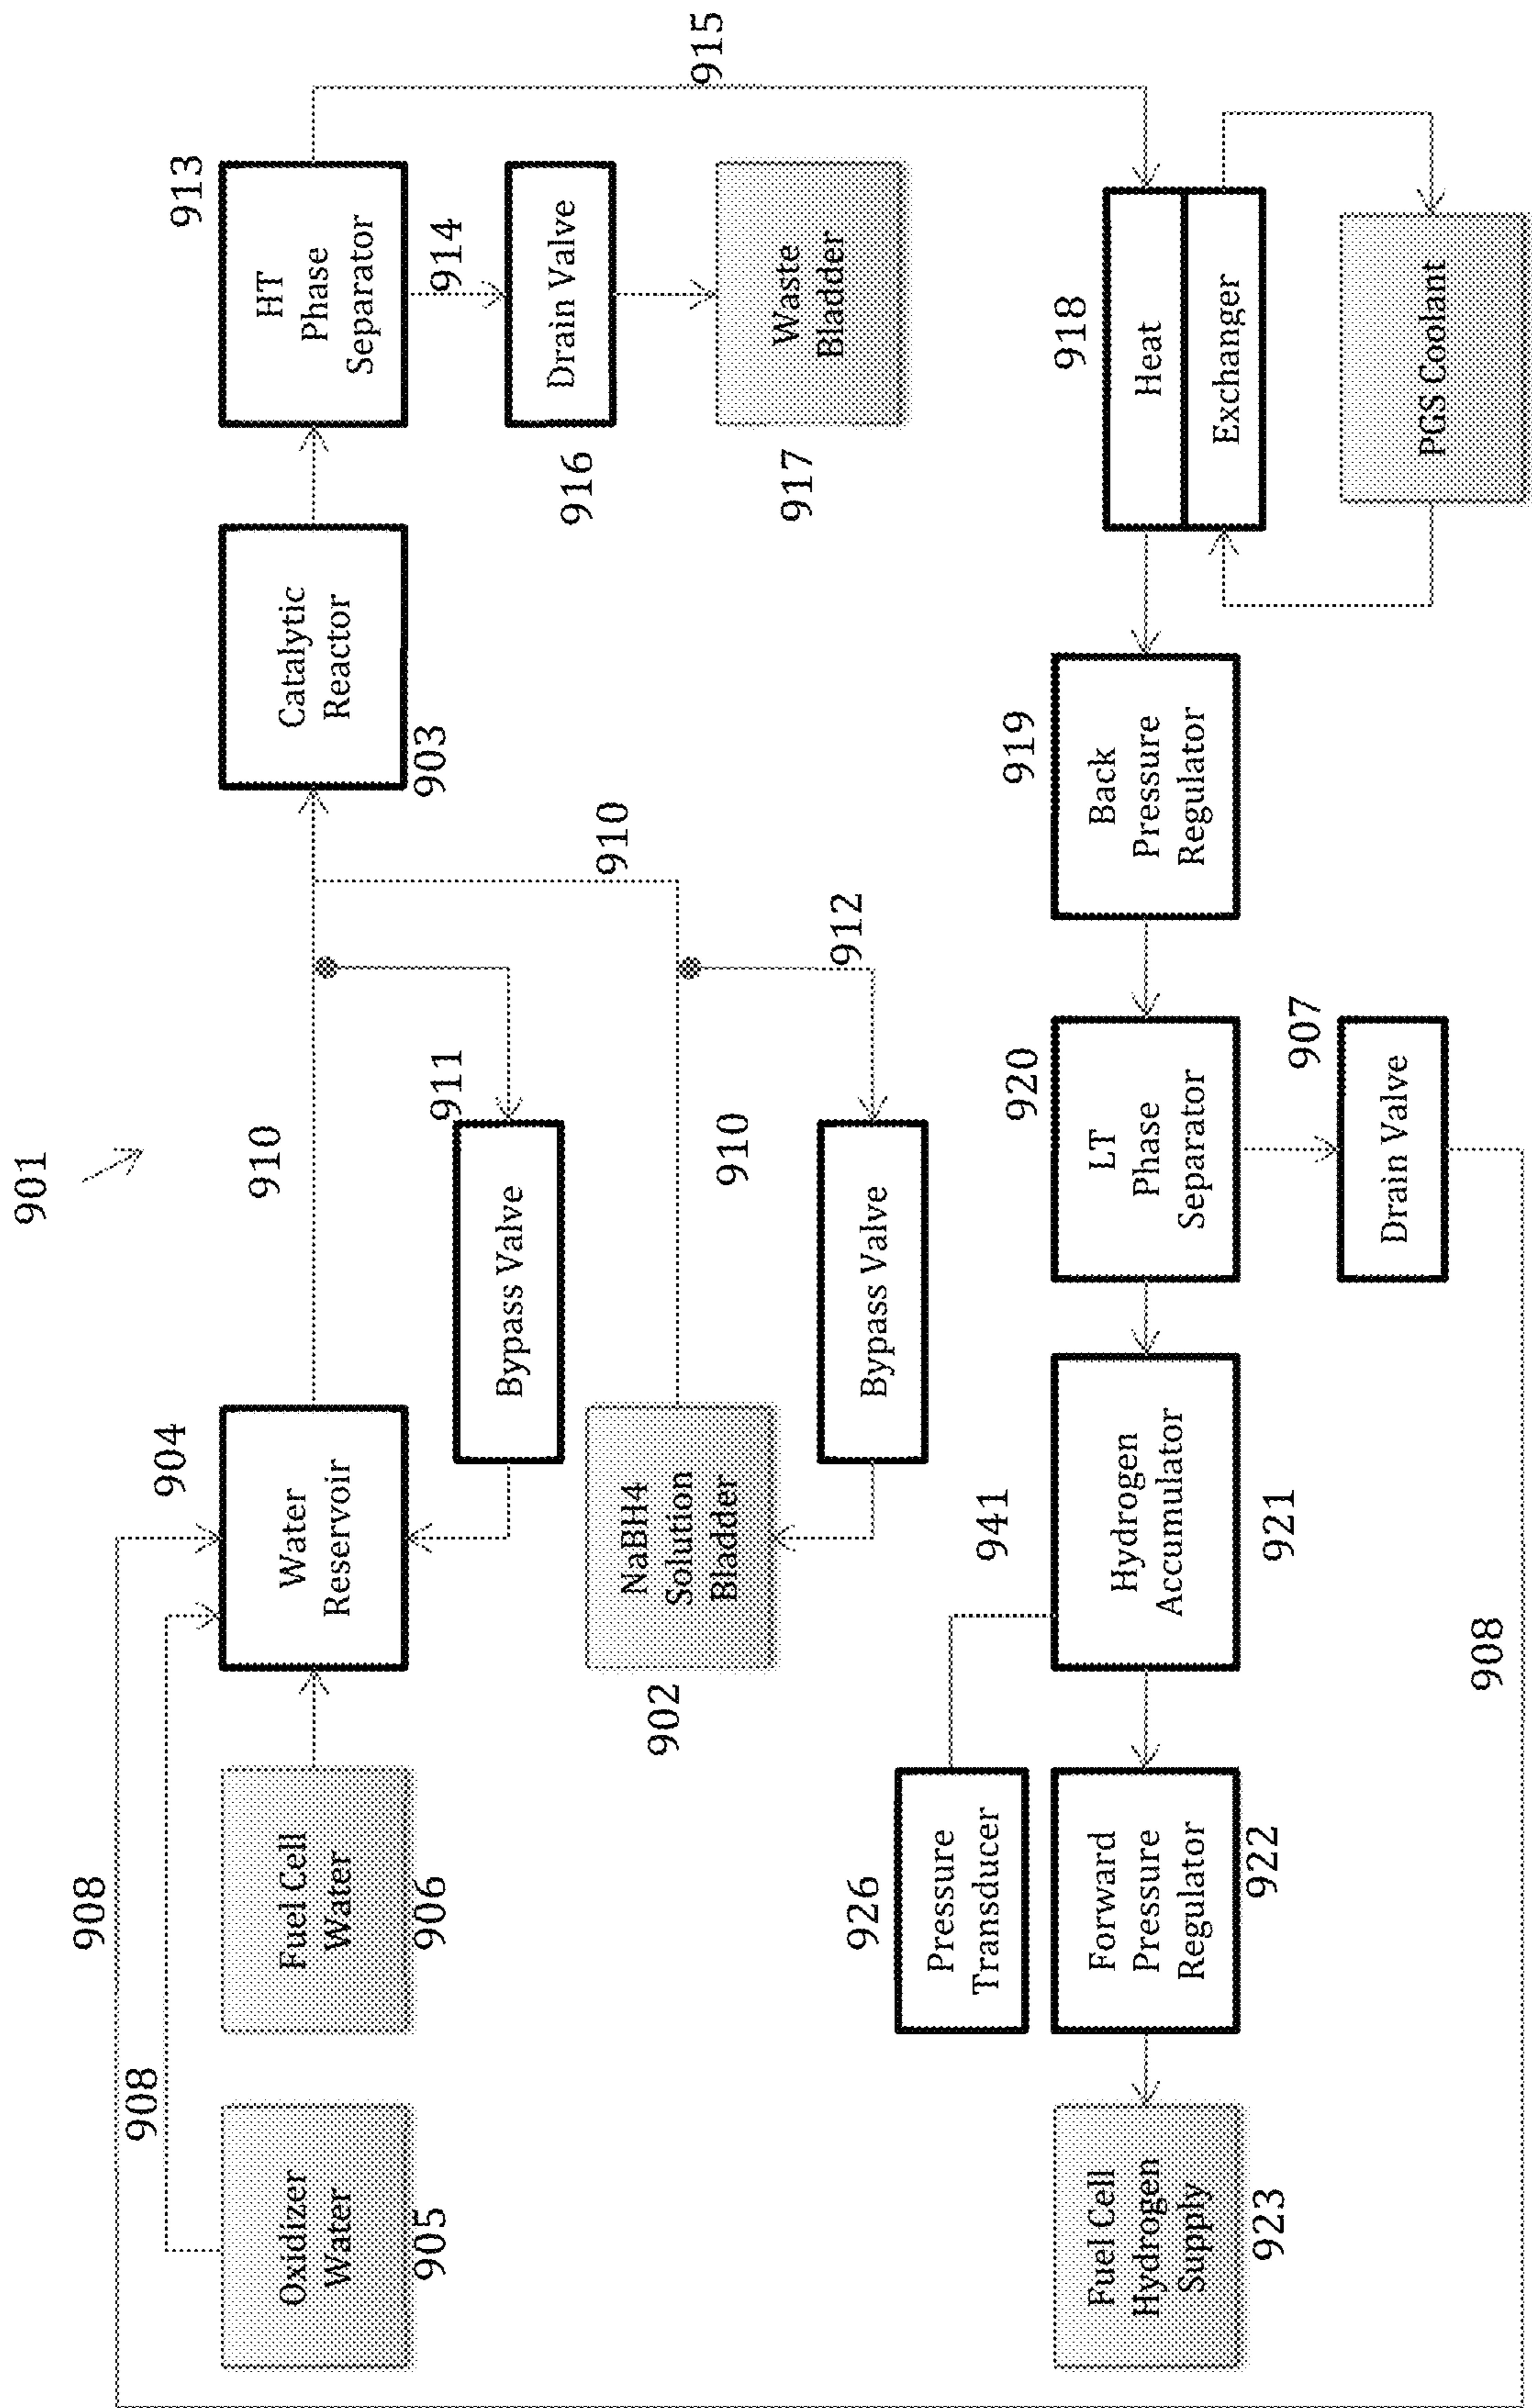 901
908
908
Oxidizer
Water
905
Fuel Cell
Water
906
904
Water
Reservoir
910
911
Bypass Valve
NaBH4
Solution
Bladder
902
910
Bypass Valve
912
910
Catalytic
Reactor
903
913
HT
Phase
Separator
914
Drain Valve
916
Waste
Bladder
917
915
918
Heat
Exchanger
PGS Coolant
919
Back
Pressure
Regulator
920
LT
Phase
Separator
907
Drain Valve
941
Hydrogen
Accumulator
921
926
Pressure
Transducer
Forward
Pressure
Regulator
922
Fuel Cell
Hydrogen
Supply
923
908